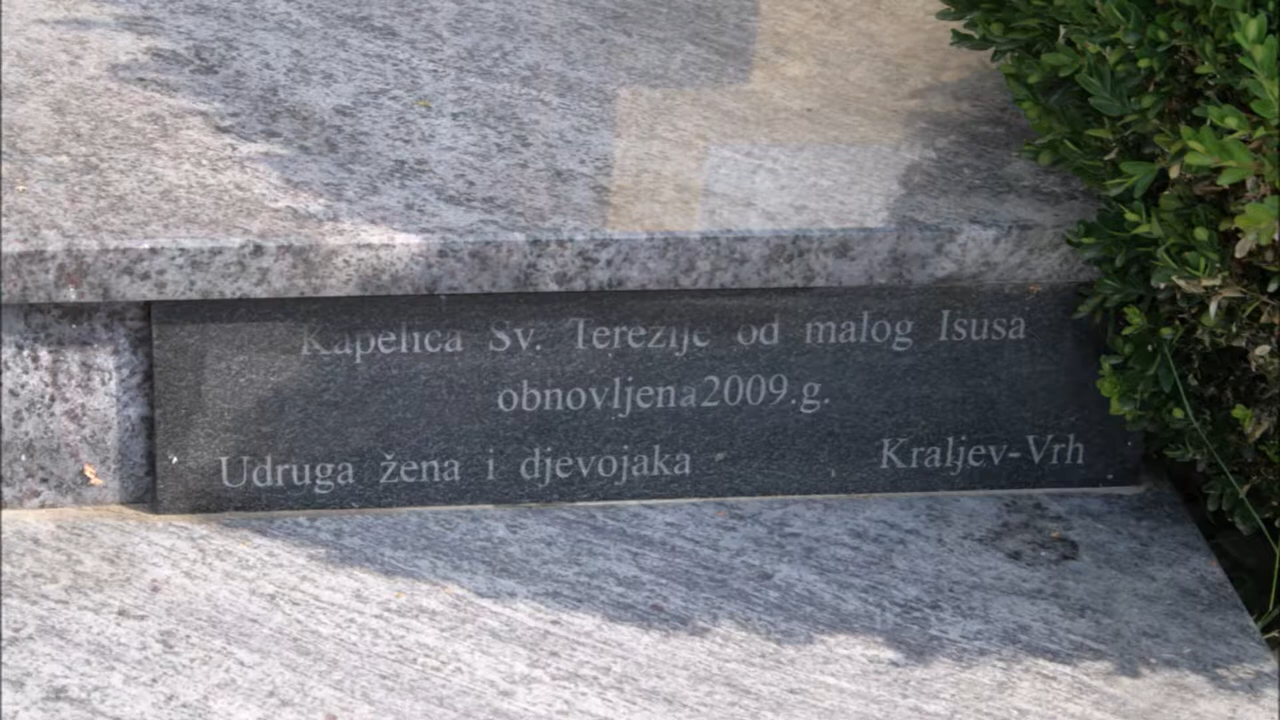 Kapelica Sv. Terezije od malog Isusa
obnovljena2009.g.
Udruga žena i djevojaka Kraljev-Vrh